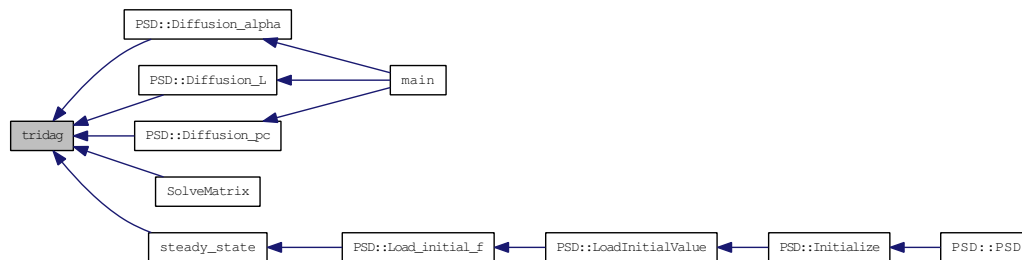 PSD::Diffusion_alpha
PSD::Diffusion_L
main
tridag
PSD::Diffusion_pc
SolveMatrix
steady_state
PSD::Load_initial_f
PSD::LoadInitialValue
PSD::Initialize
PSD::PSD